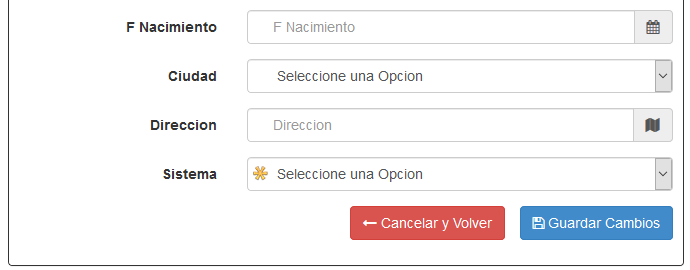 F Nacimiento F Nacimiento
Ciudad Seleccione una Opcion
Direccion Direccion
Sistema Seleccione una Opcion
Cancelar y Volver Guardar Cambios